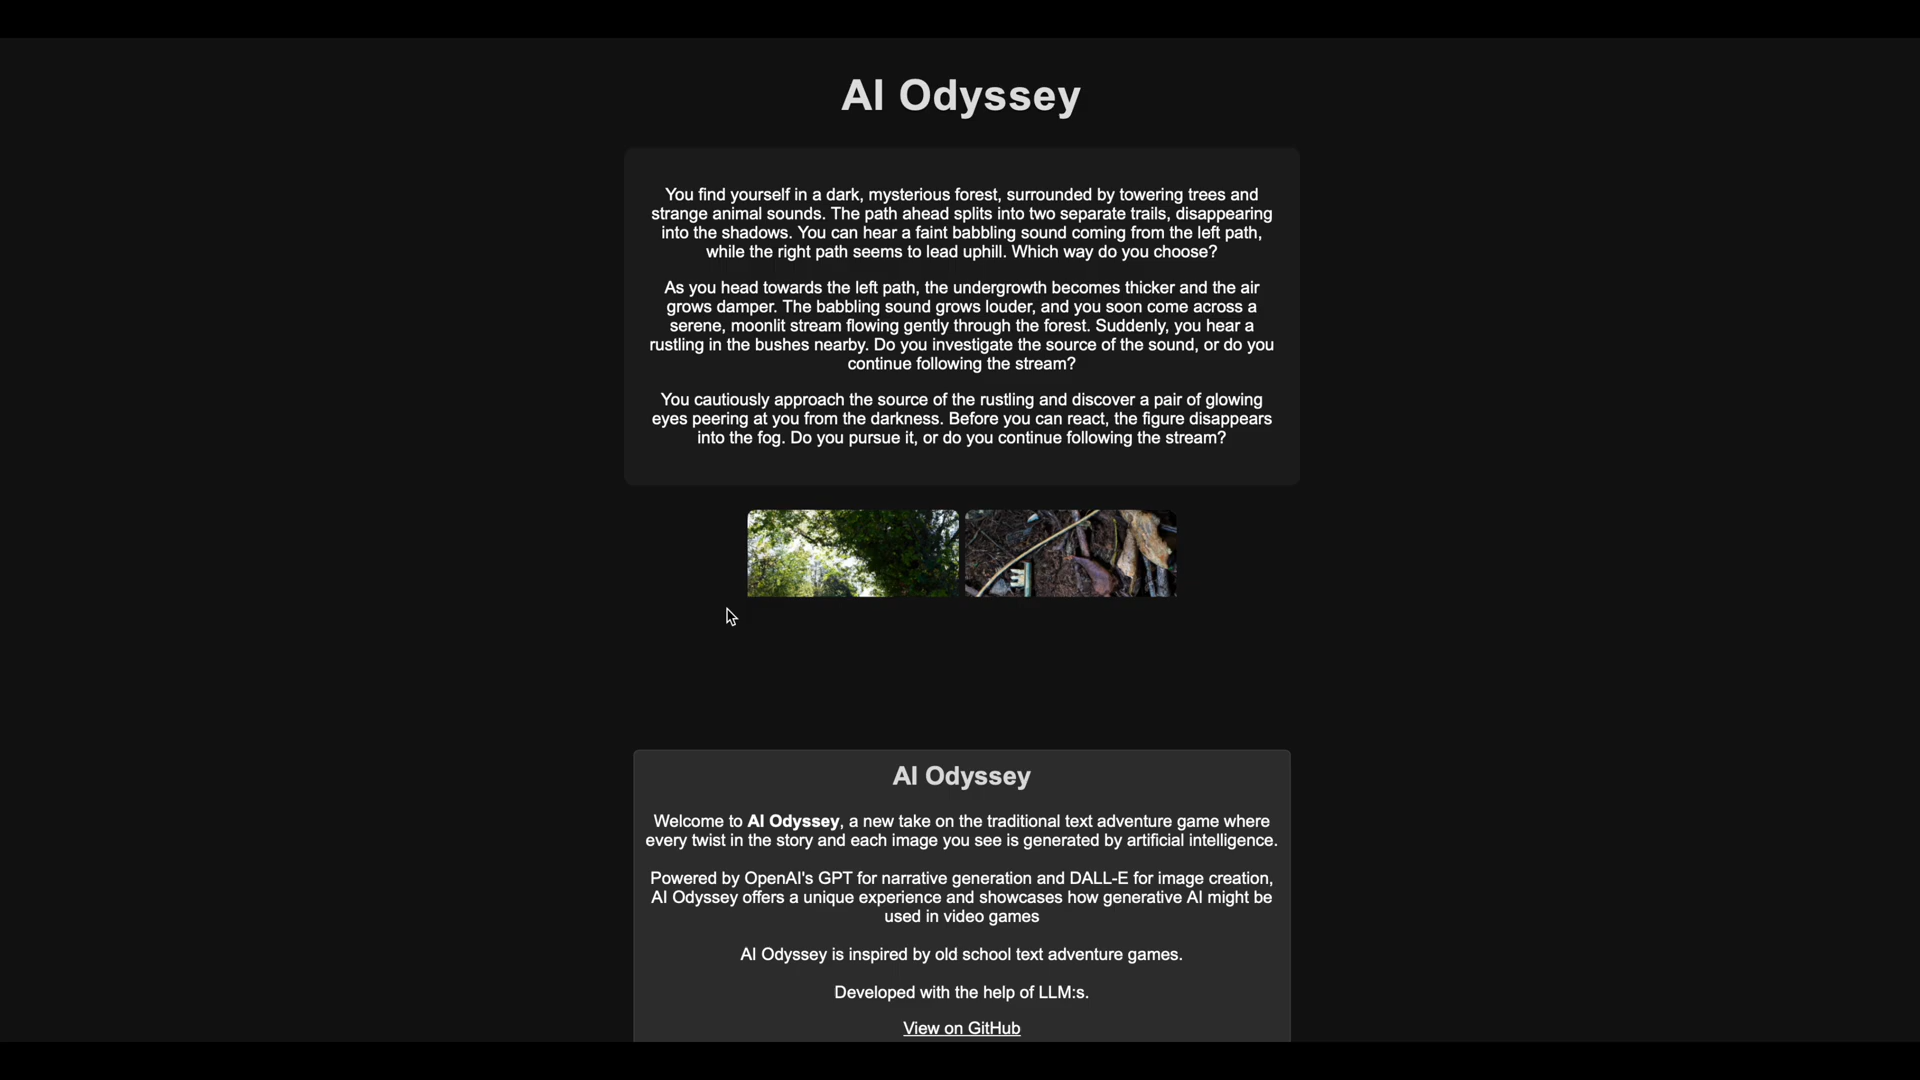 AI Odyssey
You find yourself in a dark, mysterious forest, surrounded by towering trees and
strange animal sounds. The path ahead splits into two separate trails, disappearing
into the shadows. You can hear a faint babbling sound coming from the left path,
while the right path seems to lead uphill. Which way do you choose?
As you head towards the left path, the undergrowth becomes thicker and the air
grows damper. The babbling sound grows louder, and you soon come across a
serene, moonlit stream flowing gently through the forest. Suddenly, you hear a
rustling in the bushes nearby. Do you investigate the source of the sound, or do you
continue following the stream?
You cautiously approach the source of the rustling and discover a pair of glowing
eyes peering at you from the darkness. Before you can react, the figure disappears
into the fog. Do you pursue it, or do you continue following the stream?
AI Odyssey
Welcome to AI Odyssey, a new take on the traditional text adventure game where
every twist in the story and each image you see is generated by artificial intelligence.
Powered by OpenAI's GPT for narrative generation and DALL-E for image creation,
AI Odyssey offers a unique experience and showcases how generative AI might be
used in video games
AI Odyssey is inspired by old school text adventure games.
Developed with the help of LLM:s.
View on GitHub